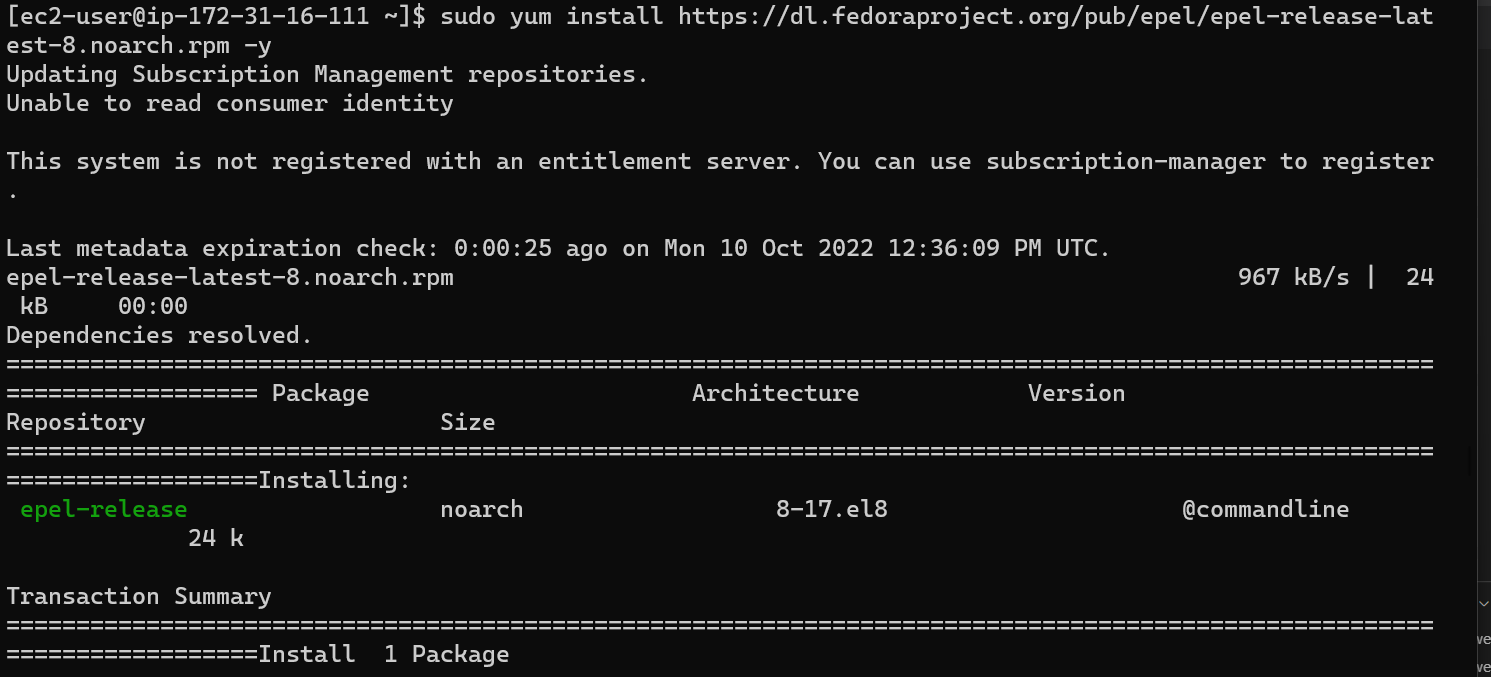 [ec2-user@ip-172-31-16-111 ~]$ sudo yum install https://dl.fedoraproject.org/pub/epel/epel-release-lat
est-8.noarch.rpm -y
Updating Subscription Management repositories.
Unable to read consumer identity
This system is not registered with an entitlement server. You can use subscription-manager to register
.
Last metadata expiration check: 0:00:25 ago on Mon 10 Oct 2022 12:36:09 PM UTC.
epel-release-latest-8.noarch.rpm 967 kB/s | 24
kB 00:00
Dependencies resolved.
======================================================================================================
================== Package Architecture Version
Repository Size
======================================================================================================
==================Installing:
epel-release noarch 8-17.el8 @commandline
24 k
Transaction Summary
======================================================================================================
==================Install 1 Package